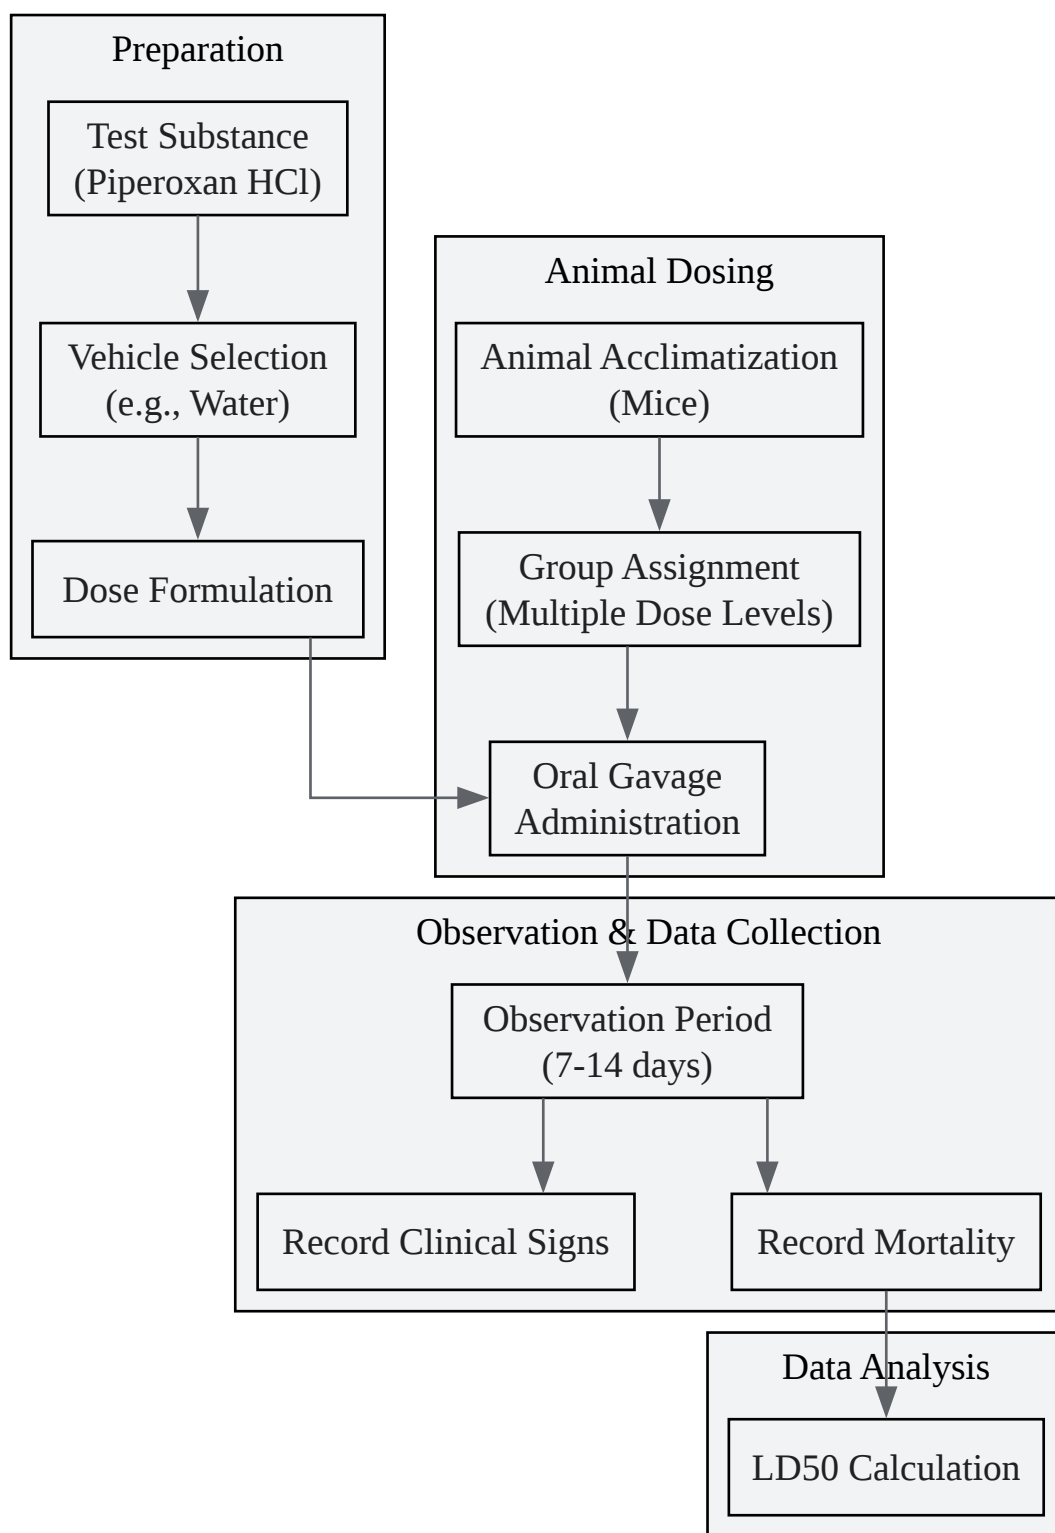 Preparation
Test Substance
(Piperoxan HCl)
Vehicle Selection
(e.g., Water)
Dose Formulation
Animal Dosing
Animal Acclimatization
(Mice)
Group Assignment
(Multiple Dose Levels)
Oral Gavage
Administration
Observation & Data Collection
Observation Period
(7-14 days)
Record Clinical Signs
Record Mortality
Data Analysis
LD50 Calculation